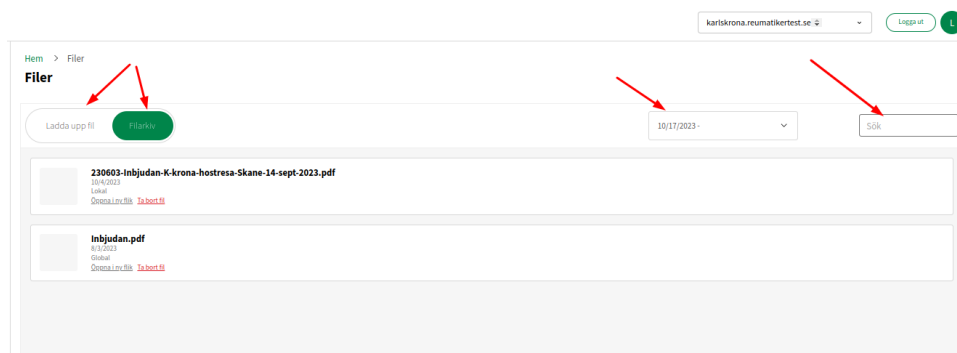 karlskrona.reumatikertest.se
Logga ut
L
Hem > Filer
Filer
Ladda upp fil
Filarkiv
10/17/2023 -
Sök
230603-Inbjudan-K-krona-hostresa-Skane-14-sept-2023.pdf
10/4/2023
Lokal
Öppna i ny flik Ta bort fil
Inbjudan.pdf
8/3/2023
Global
Öppna i ny flik Ta bort fil